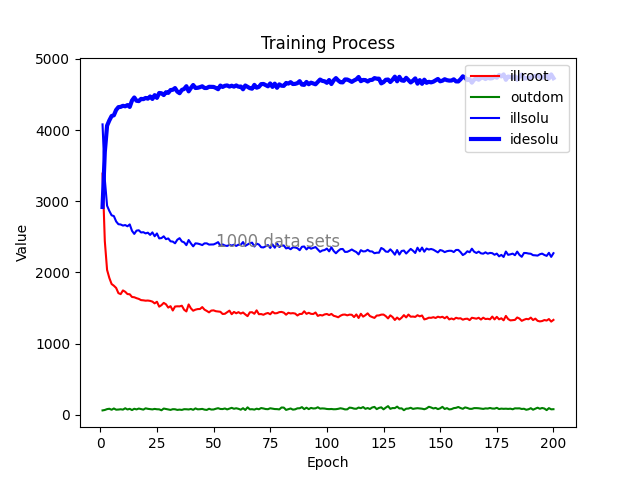 Training Process
Value
5000
4000
3000
2000
1000
0
illroot
outdom
illsolu
idesolu
1000 data sets
0 25 50 75 100 125 150 175 200
Epoch